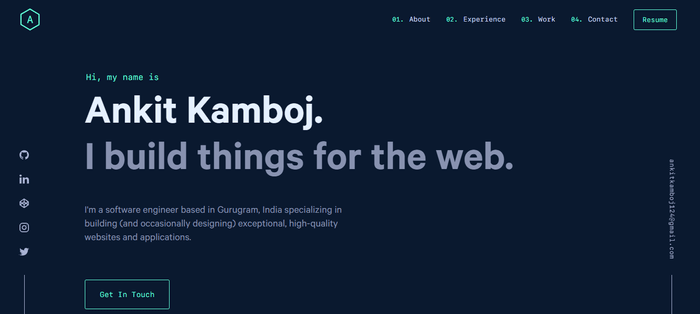 A
01. About 02. Experience 03. Work 04. Contact Resume
Hi, my name is
Ankit Kamboj.
I build things for the web.
I'm a software engineer based in Gurugram, India specializing in
building (and occasionally designing) exceptional, high-quality
websites and applications.
Get In Touch
ankitkamboj124@gmail.com